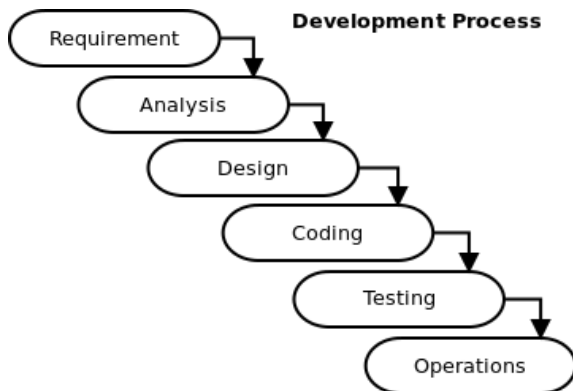 Development Process
Requirement
Analysis
Design
Coding
Testing
Operations